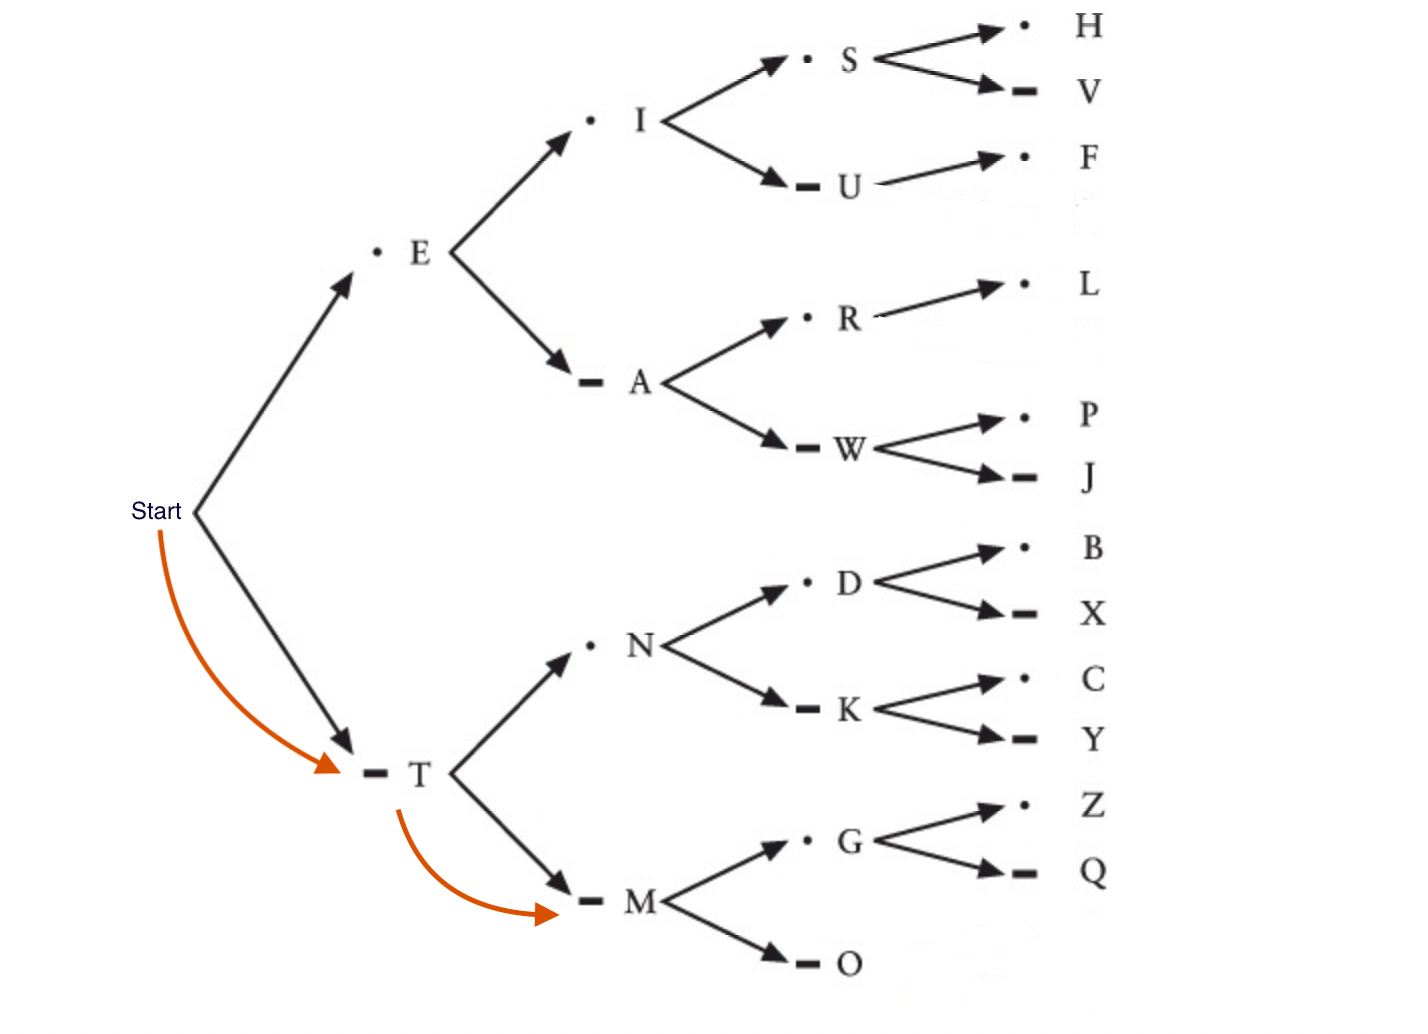 · H
· S
– V
· I
· F
– U
· E
· L
· R
– A
· P
– W
– J
Start
· B
· D
– X
· N
· C
– K
– Y
– T
· Z
· G
– Q
– M
– O